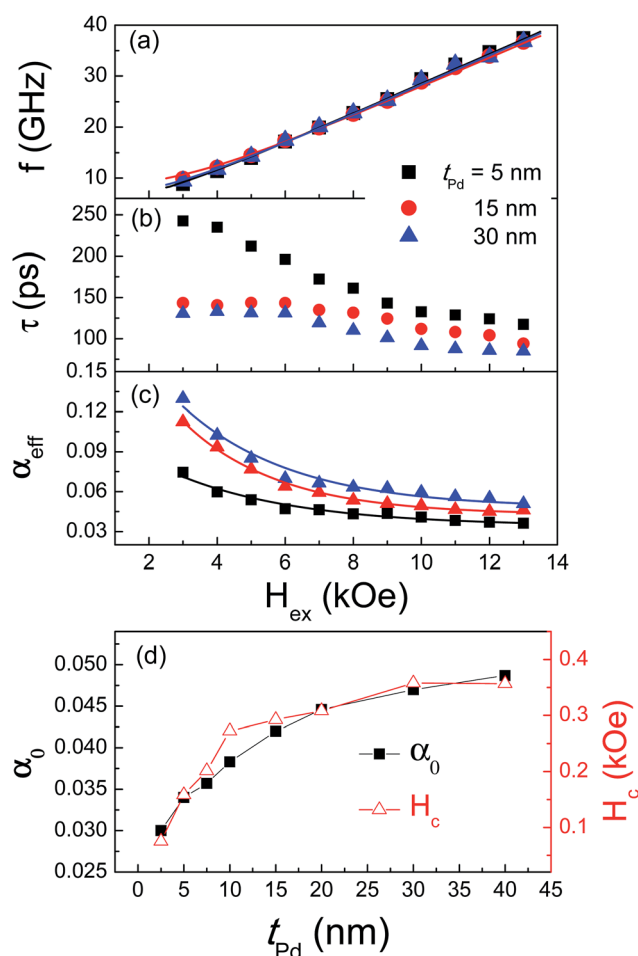 (a)
40
30
20
10
f (GHz)
t_Pd = 5 nm
15 nm
30 nm
(b)
250
200
150
100
0.15
τ (ps)
(c)
0.12
0.09
0.06
0.03
α_eff
2 4 6 8 10 12 14
H_ex (kOe)
(d)
0.050
0.045
0.040
0.035
0.030
0.025
α_0
α_0
H_c
0.4
0.3
0.2
0.1
H_c (kOe)
0 5 10 15 20 25 30 35 40 45
t_Pd (nm)